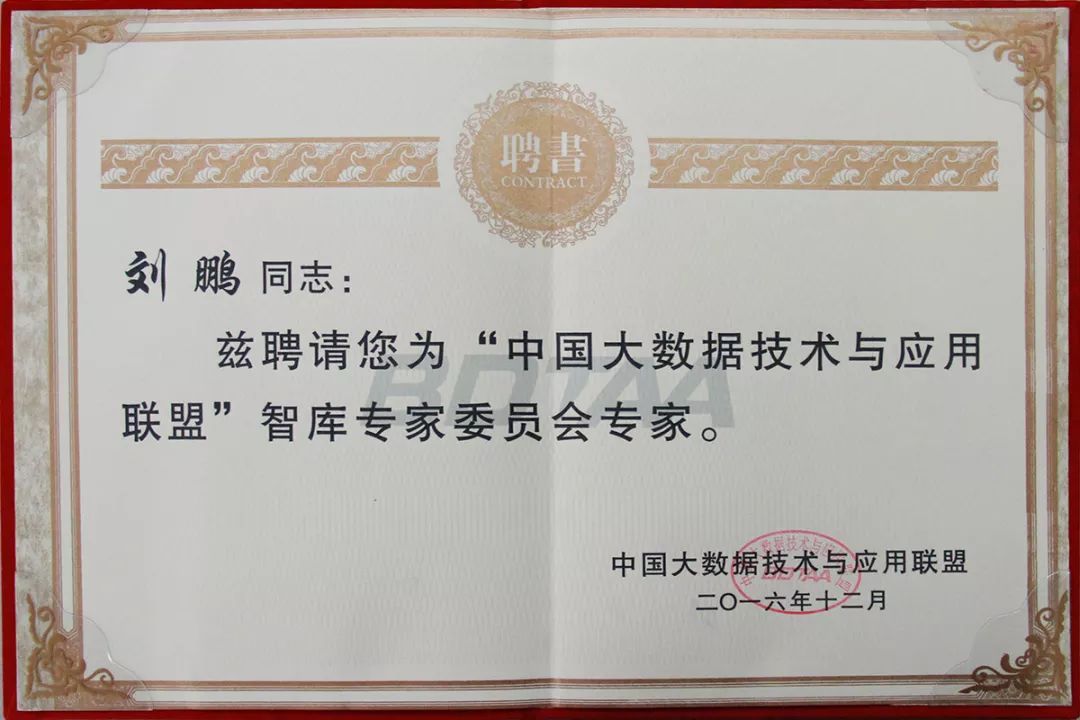 聘書
CONTRACT
刘鹏 同志：
兹聘请您为“中国大数据技术与应用
联盟”智库专家委员会专家。
BDTAA
中国大数据技术与应用联盟
二〇一六年十二月
BDTAA